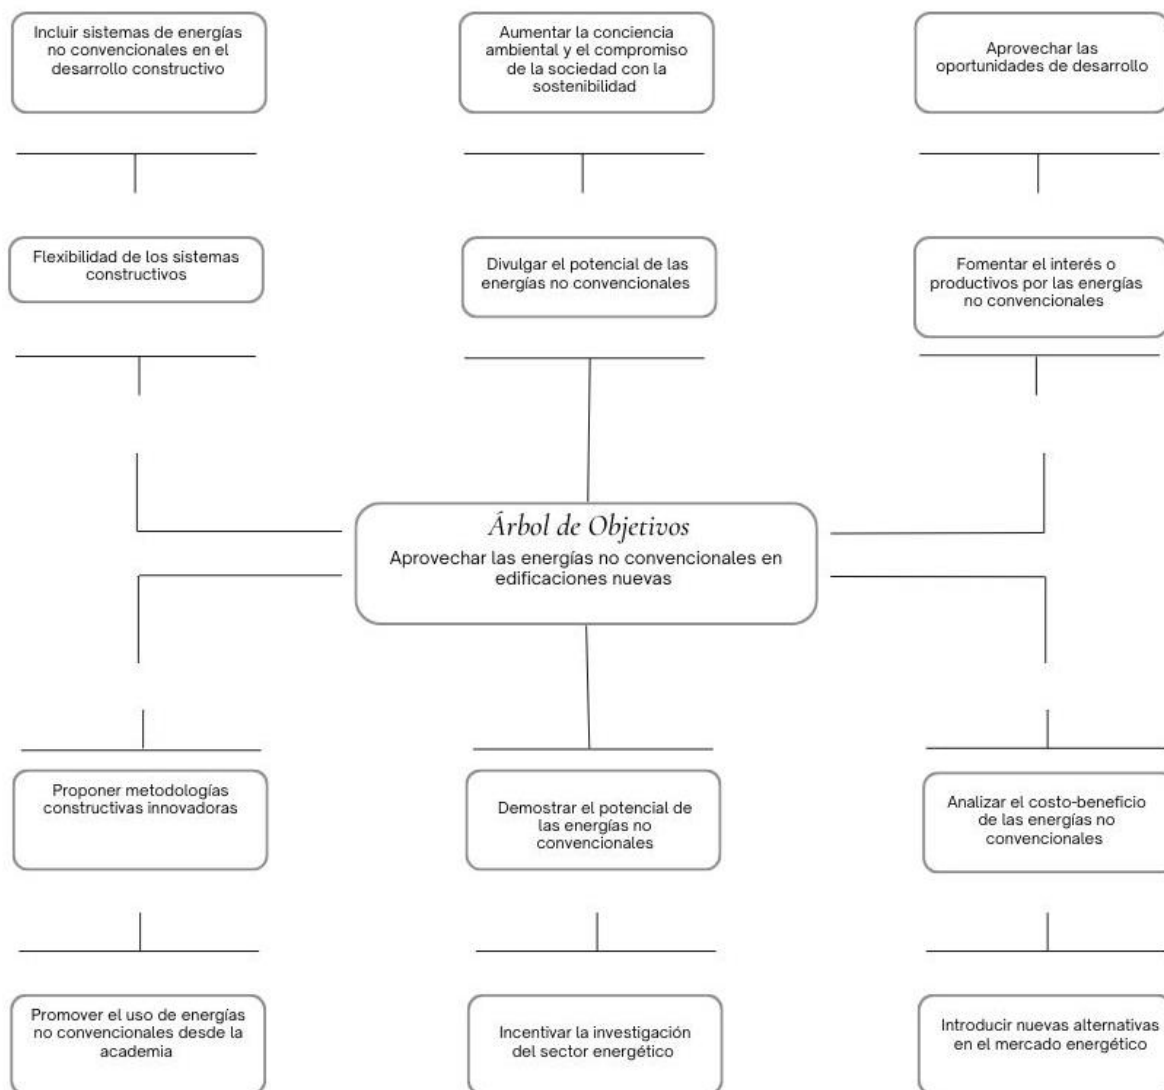 Incluir sistemas de energías
no convencionales en el
desarrollo constructivo
Aumentar la conciencia
ambiental y el compromiso
de la sociedad con la
sostenibilidad
Aprovechar las
oportunidades de desarrollo
Flexibilidad de los sistemas
constructivos
Divulgar el potencial de las
energías no convencionales
Fomentar el interés o
productivos por las energías
no convencionales
Árbol de Objetivos
Aprovechar las energías no convencionales en
edificaciones nuevas
Proponer metodologías
constructivas innovadoras
Demostrar el potencial de
las energías no
convencionales
Analizar el costo-beneficio
de las energías no
convencionales
Promover el uso de energías
no convencionales desde la
academia
Incentivar la investigación
del sector energético
Introducir nuevas alternativas
en el mercado energético